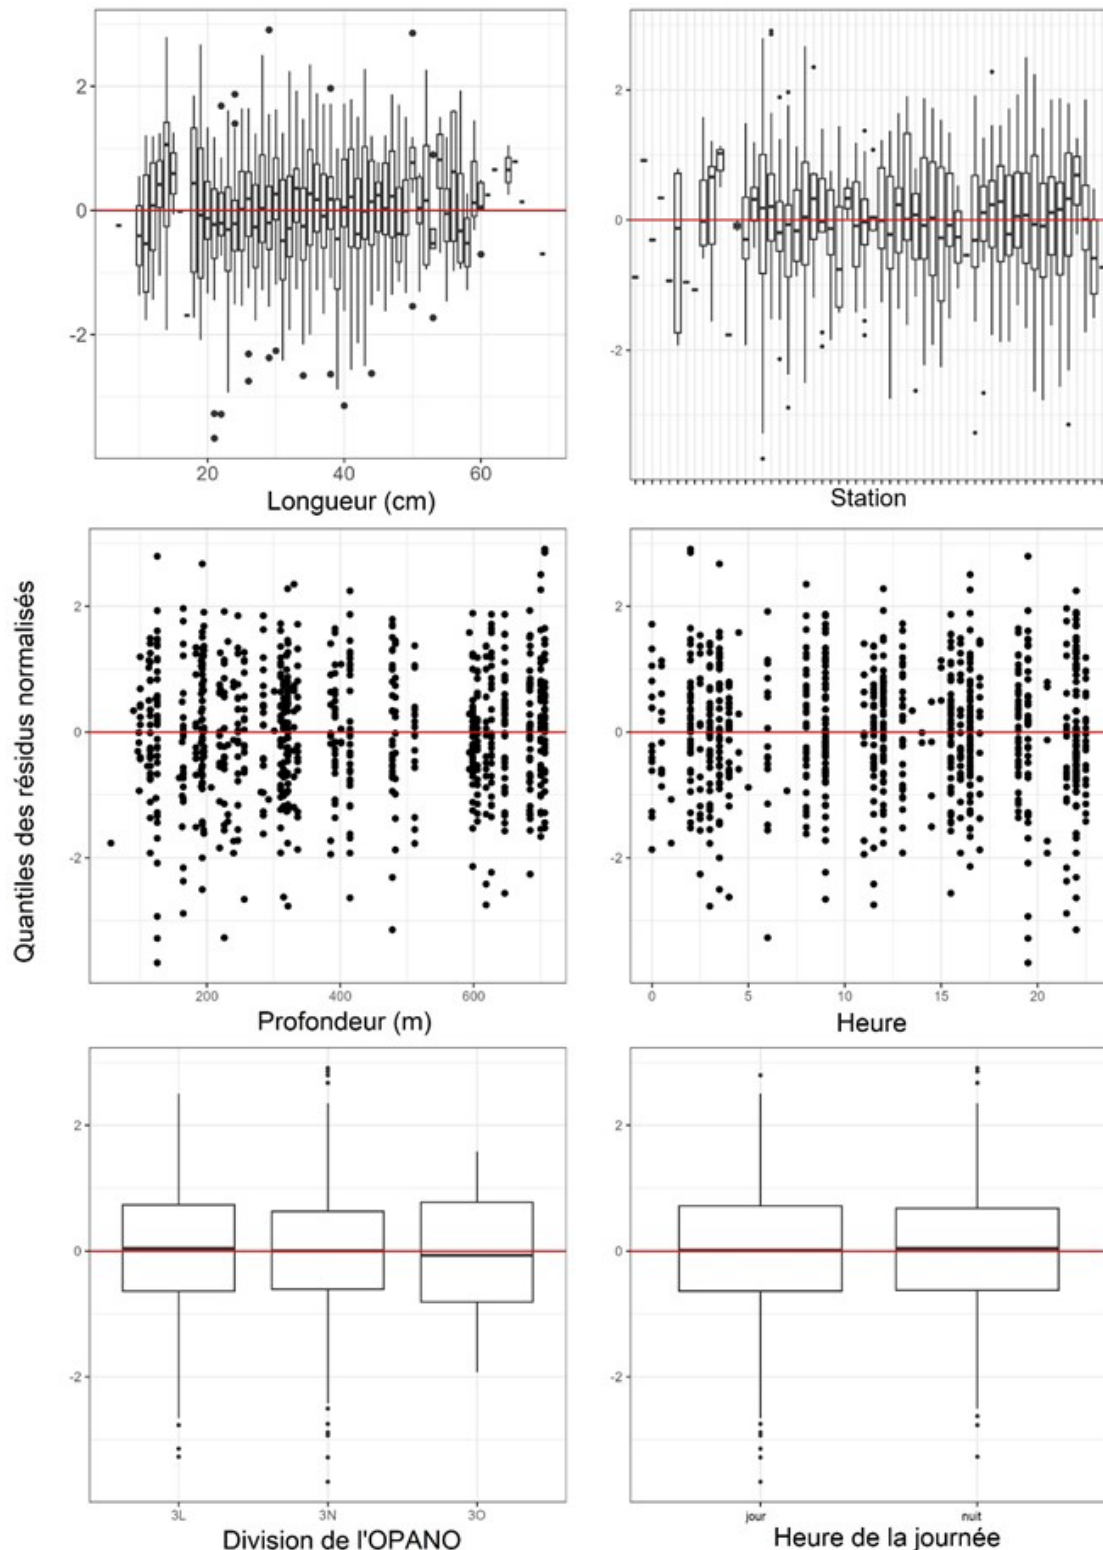 2
0
-2
20
40
60
Longueur (cm)
2
0
-2
Station
Quantiles des résidus normalisés
2
0
-2
200
400
600
Profondeur (m)
2
0
-2
0
5
10
15
20
Heure
2
0
-2
3L
3N
3O
Division de l'OPANO
2
0
-2
jour
nuit
Heure de la journée